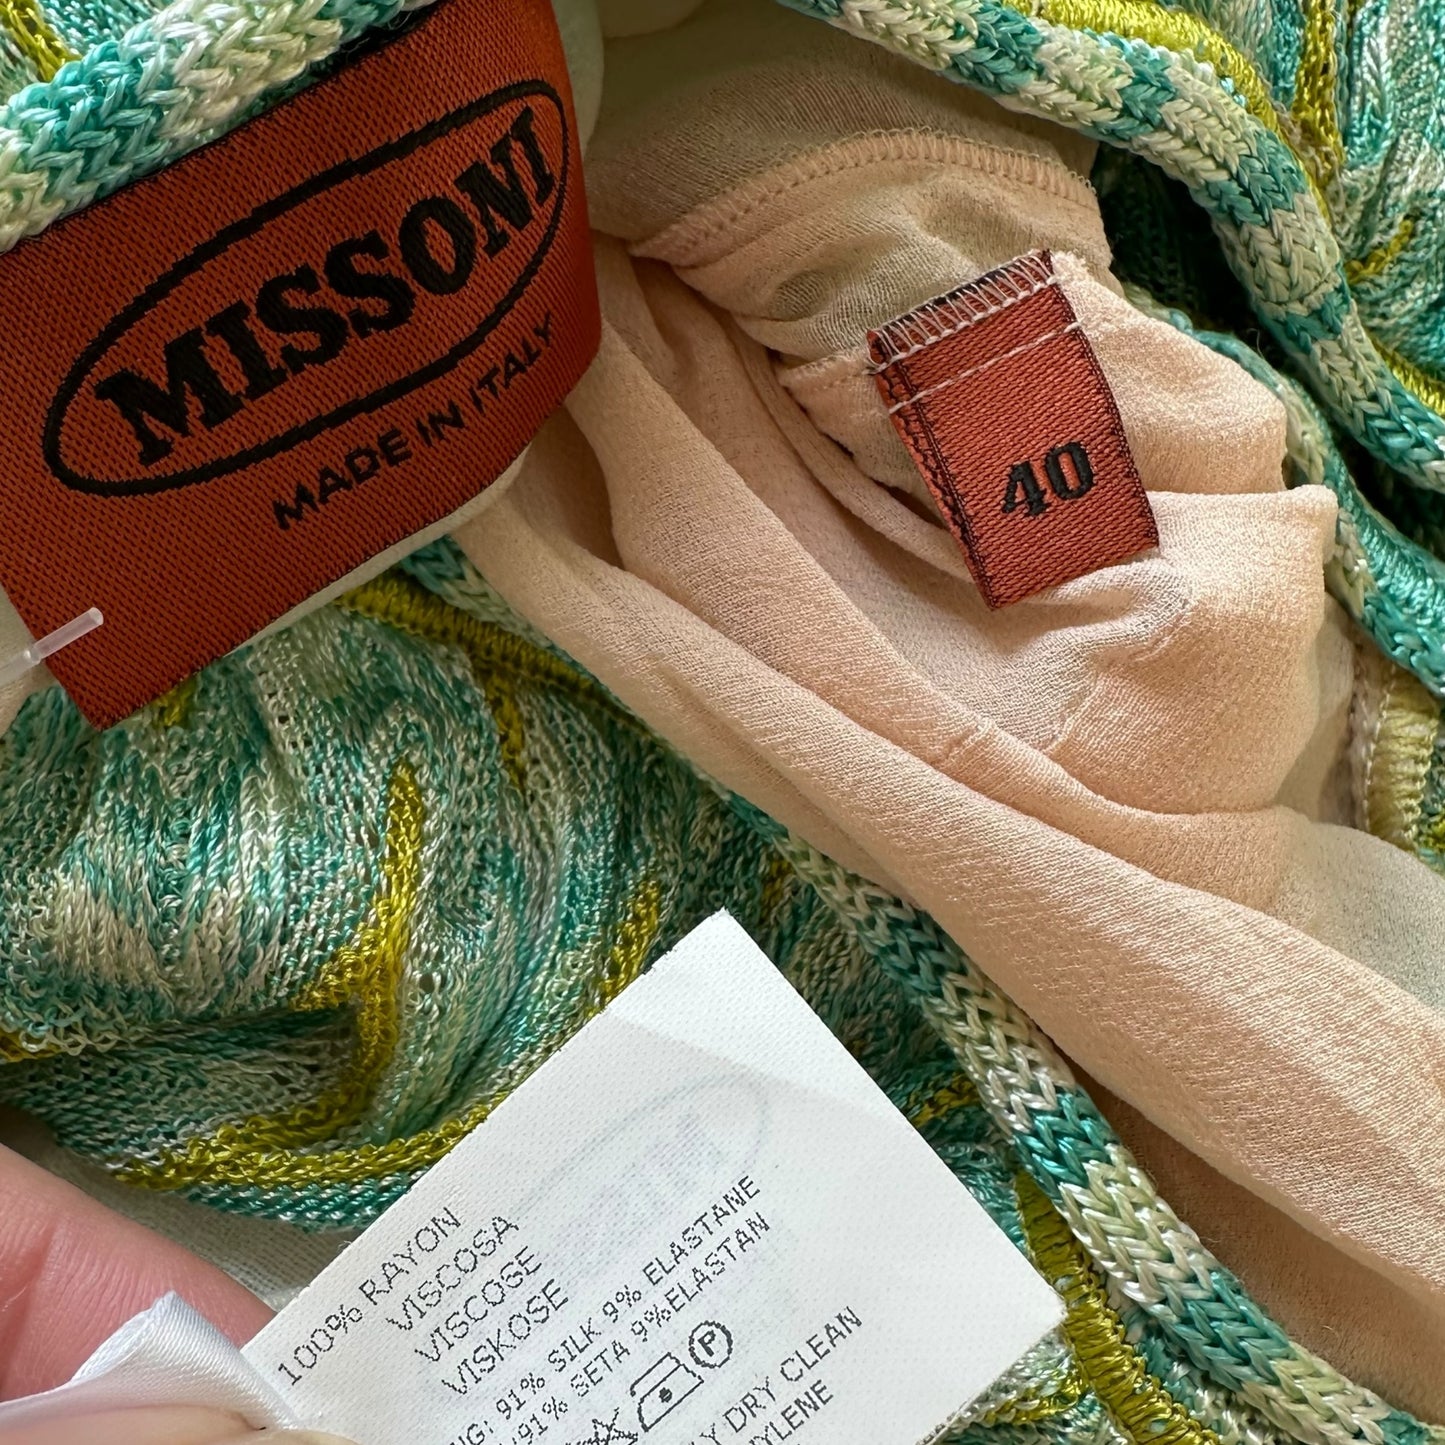 MISSONI
MADE IN ITALY
40
100% RAYON
VISCOSA
VISCOSE
VISKOSE
91% SILK 9% ELASTANE
91% SETA 9%ELASTAN
P
DRY CLEAN